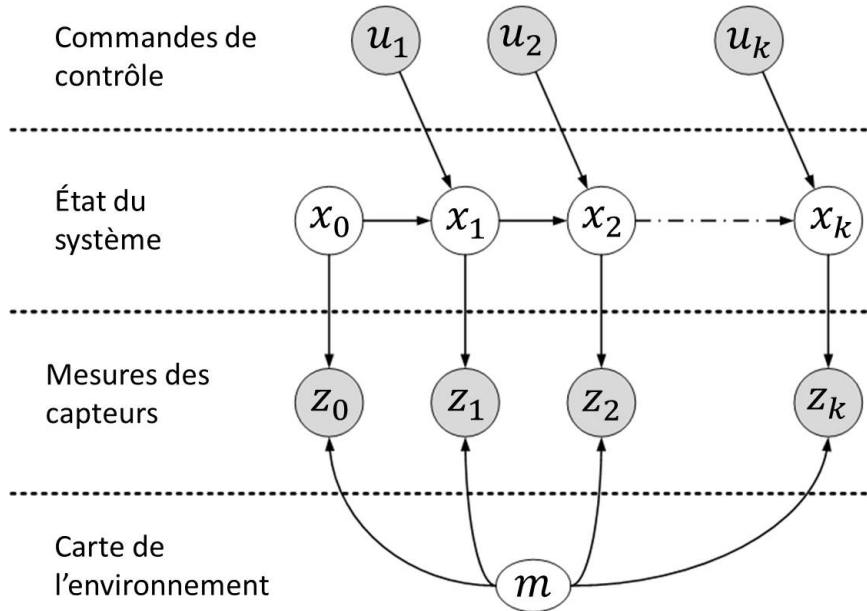 Commandes de
contrôle
u₁ u₂ uₖ
État du
système
x₀ x₁ x₂ xₖ
Mesures des
capteurs
z₀ z₁ z₂ zₖ
Carte de
l’environnement
m